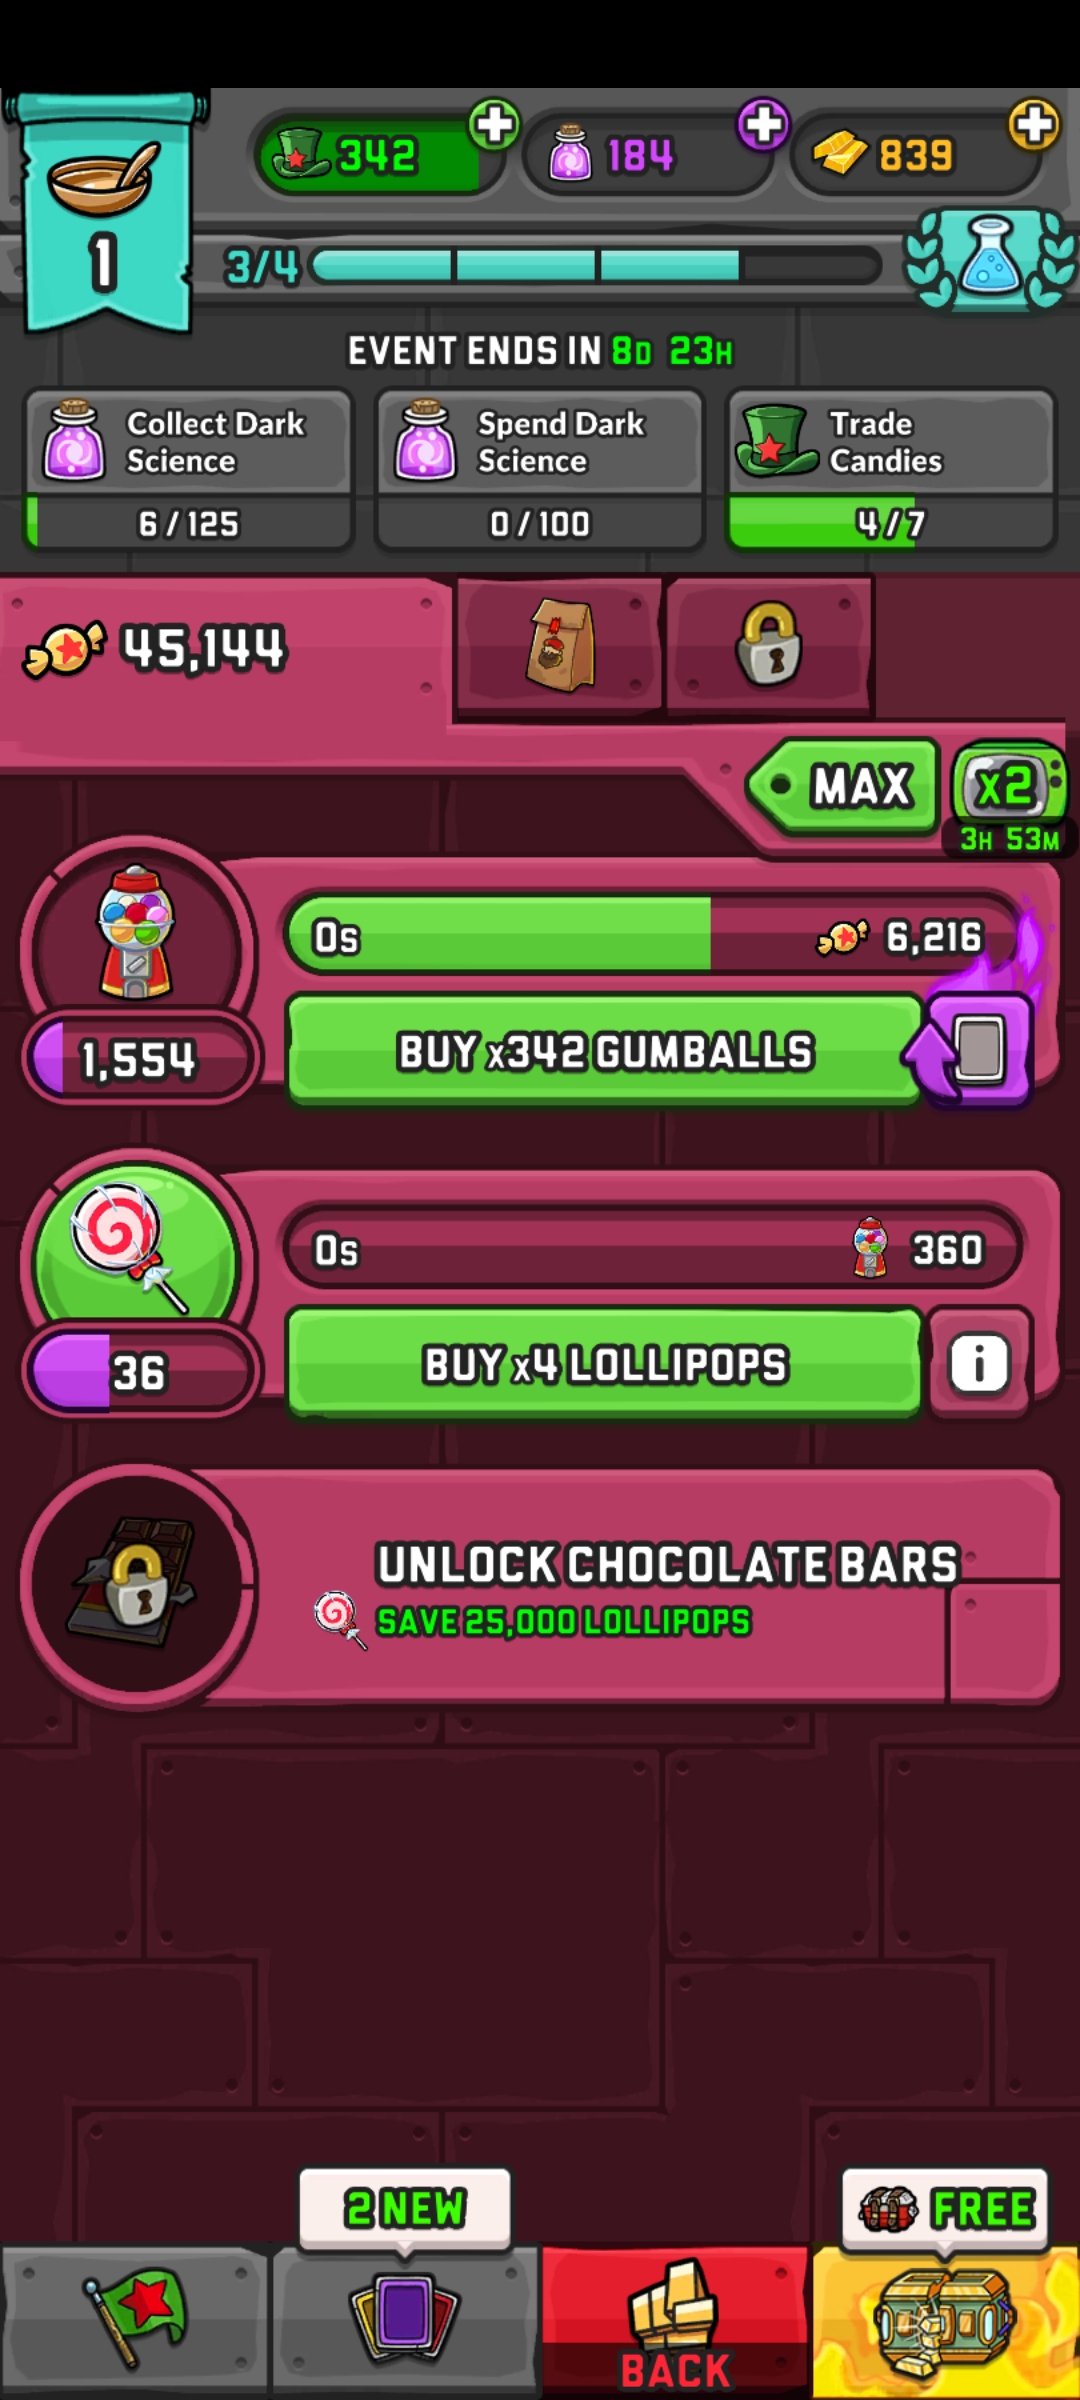 342
184
839
1
3/4
EVENT ENDS IN 8D 23H
Collect Dark
Science
6 / 125
Spend Dark
Science
0 / 100
Trade
Candies
4 / 7
45,144
MAX
x2
3H 53M
0s
6,216
1,554
BUY x342 GUMBALLS
0s
360
36
BUY x4 LOLLIPOPS
i
UNLOCK CHOCOLATE BARS
SAVE 25,000 LOLLIPOPS
2 NEW
FREE
BACK